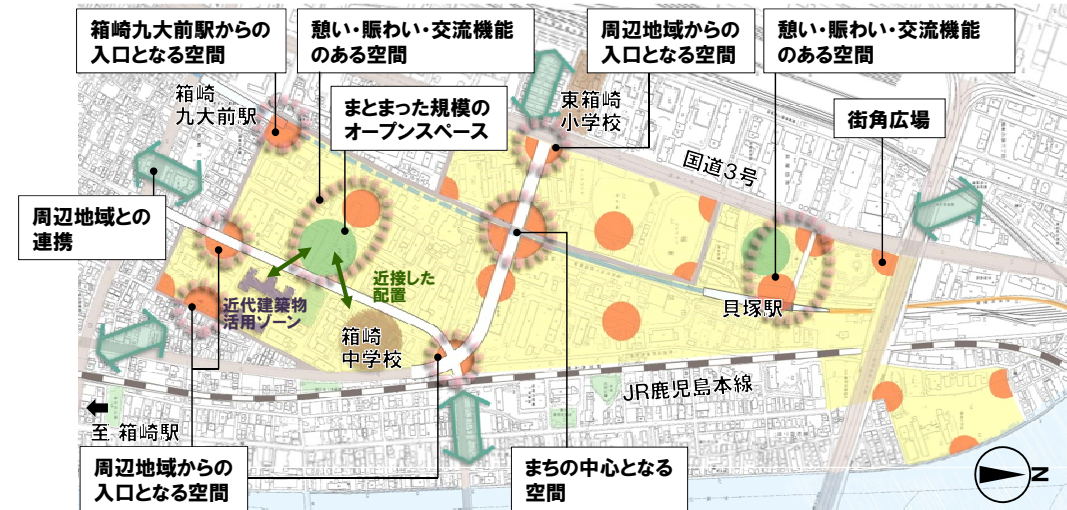 箱崎九大前駅からの
入口となる空間
憩い・賑わい・交流機能
のある空間
周辺地域からの
入口となる空間
憩い・賑わい・交流機能
のある空間
箱崎
九大前駅
まとまった規模の
オープンスペース
東箱崎
小学校
街角広場
国道3号
周辺地域との
連携
近接した
配置
近代建築物
活用ゾーン
箱崎
中学校
貝塚駅
JR鹿児島本線
至 箱崎駅
周辺地域からの
入口となる空間
まちの中心となる
空間
N